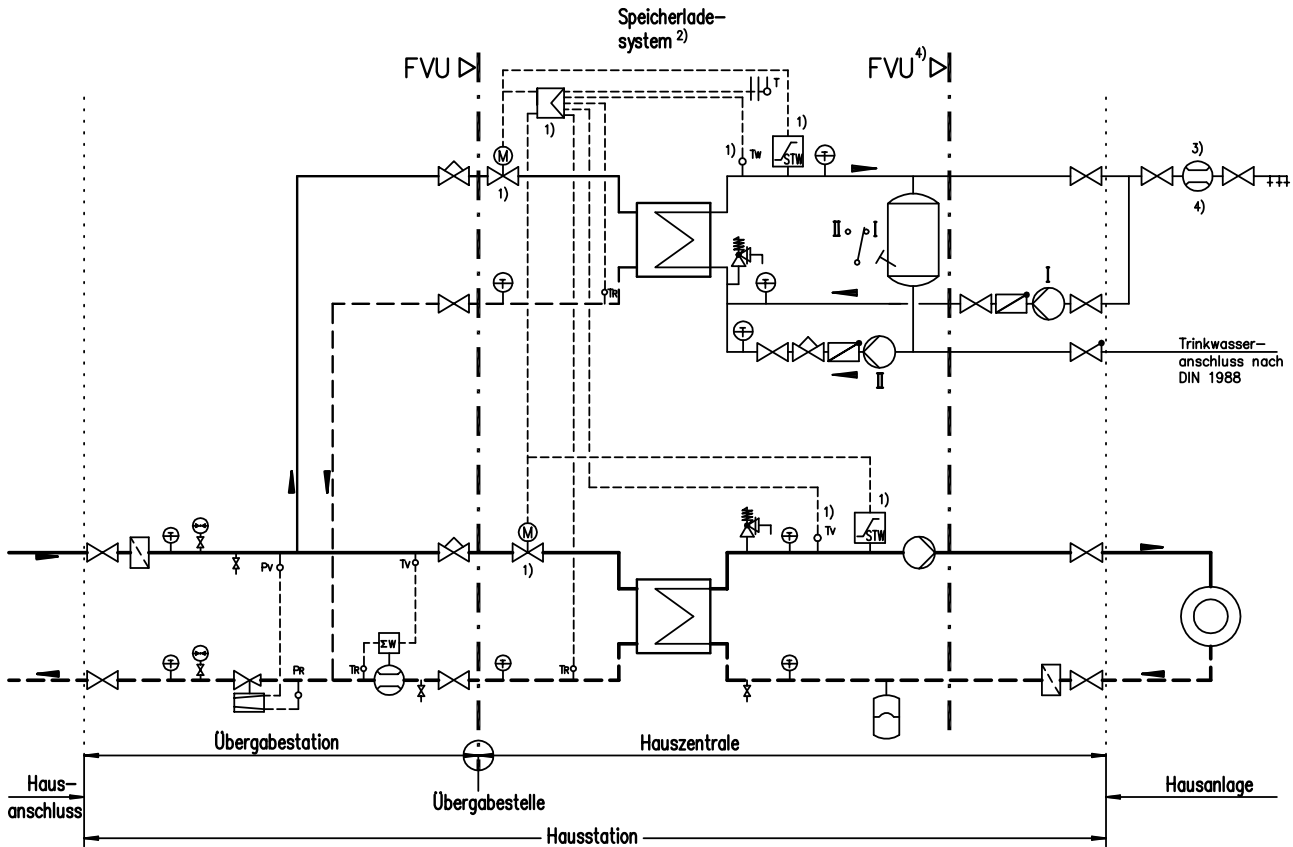 Speicherlade-
system 2)
FVU
FVU 4)
T
1)
1)
M
1)
TW
STW
T
3)
1)
4)
II
I
T
TR
T
I
T
II
Trinkwasser-
anschluss nach
DIN 1988
1)
1)
M
TV
STW
T
T
1)
PV
TV
ΣW
T
PR
TR
T
TR
T
Übergabestation
Hauszentrale
Haus-
anschluss
Übergabestelle
Hausanlage
Hausstation